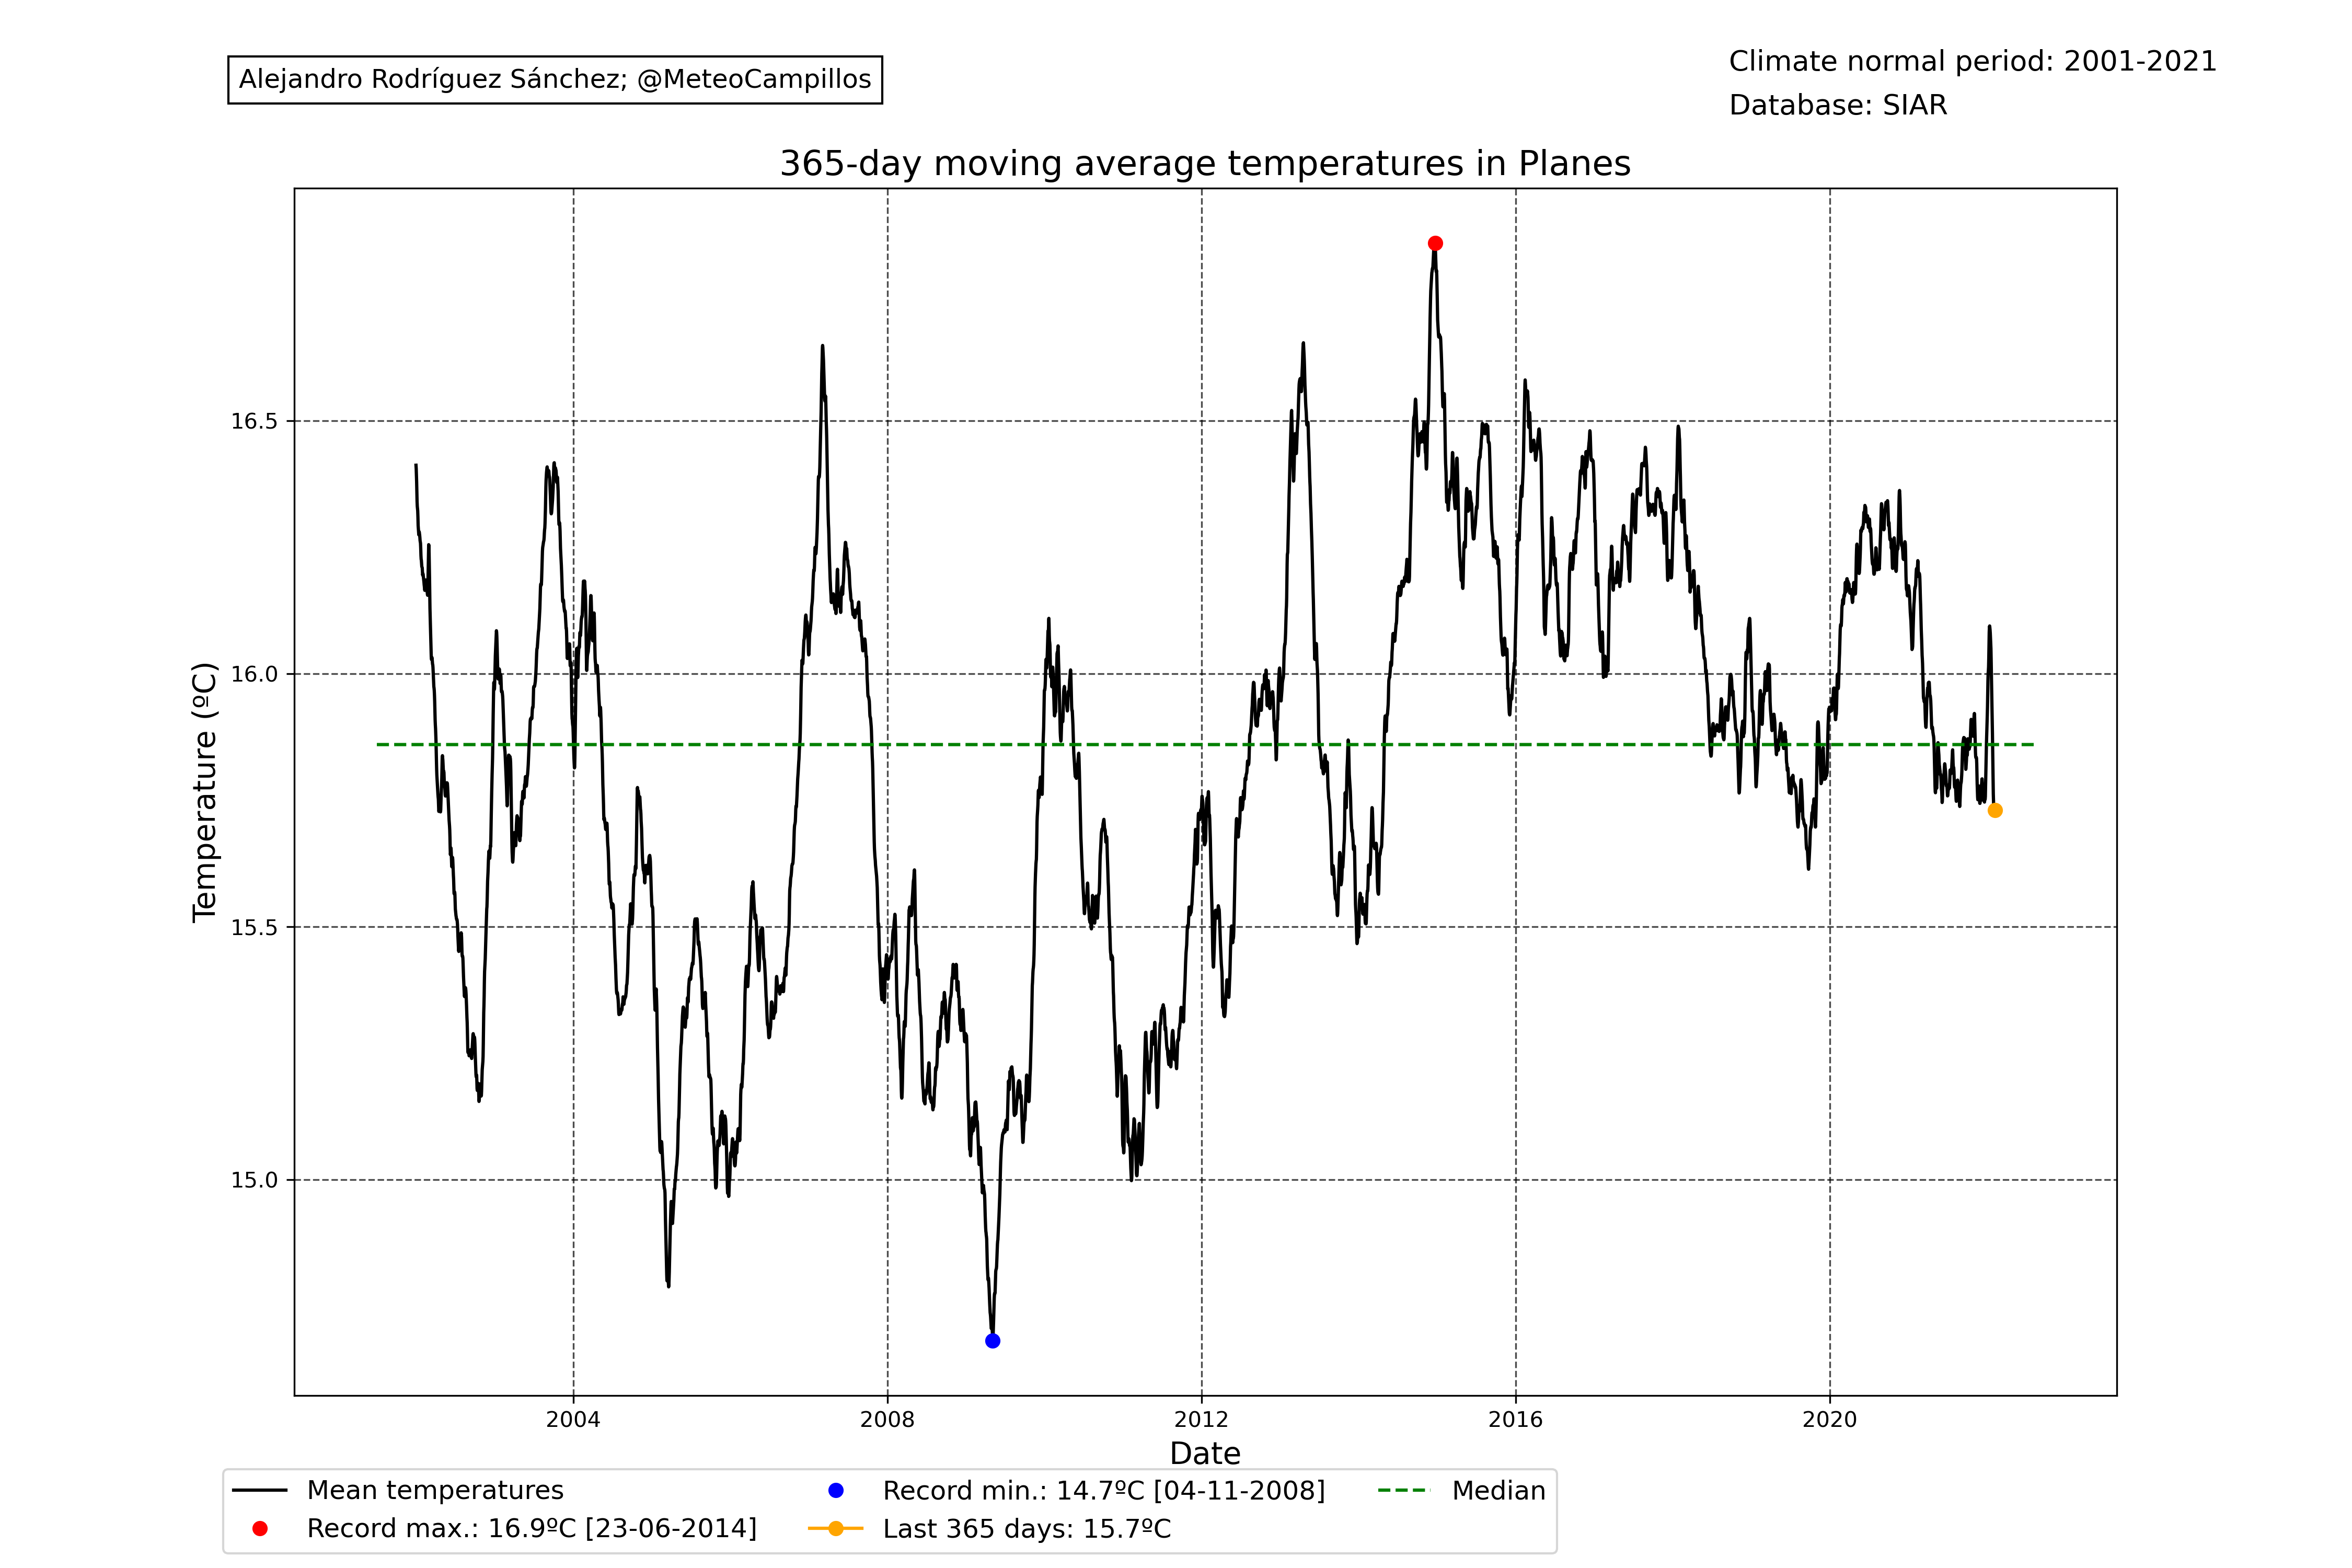 Alejandro Rodríguez Sánchez; @MeteoCampillos
Climate normal period: 2001-2021
Database: SIAR
365-day moving average temperatures in Planes
Temperature (ºC)
16.5
16.0
15.5
15.0
2004 2008 2012 2016 2020
Date
Mean temperatures
Record max.: 16.9ºC [23-06-2014]
Record min.: 14.7ºC [04-11-2008]
Last 365 days: 15.7ºC
Median